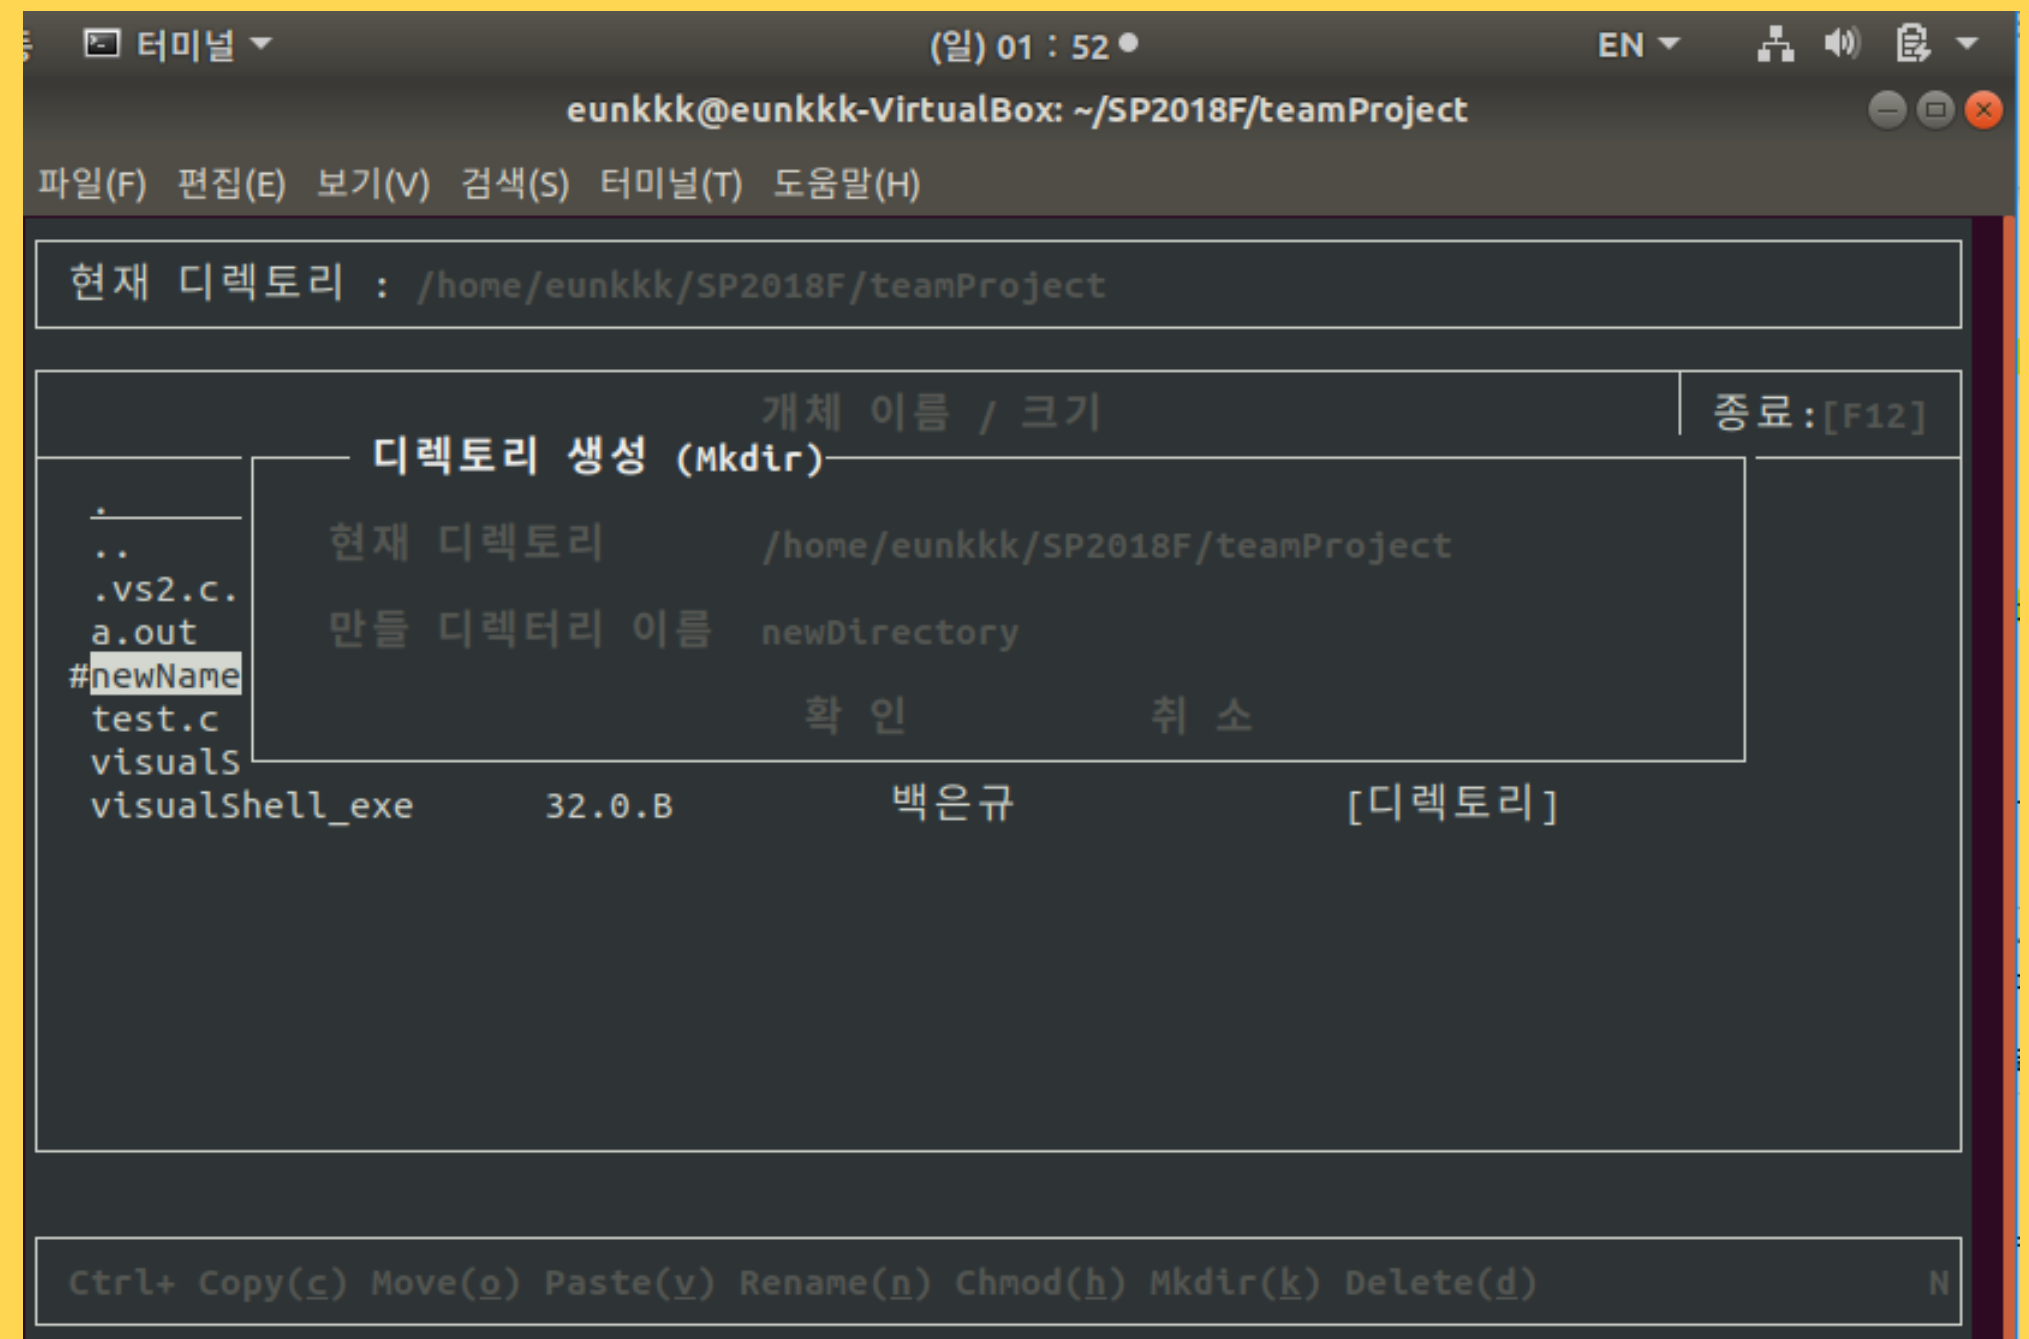 터미널 (일) 01 : 52 EN
eunkkk@eunkkk-VirtualBox: ~/SP2018F/teamProject
파일(F) 편집(E) 보기(V) 검색(S) 터미널(T) 도움말(H)
현재 디렉토리 : /home/eunkkk/SP2018F/teamProject
개체 이름 / 크기 종료:[F12]
디렉토리 생성 (Mkdir)
.
.. 현재 디렉토리 /home/eunkkk/SP2018F/teamProject
.vs2.c.
a.out 만들 디렉터리 이름 newDirectory
#newName
test.c 확 인 취 소
visualS
visualShell_exe 32.0.B 백은규 [디렉토리]
Ctrl+ Copy(c) Move(o) Paste(v) Rename(n) Chmod(h) Mkdir(k) Delete(d) N